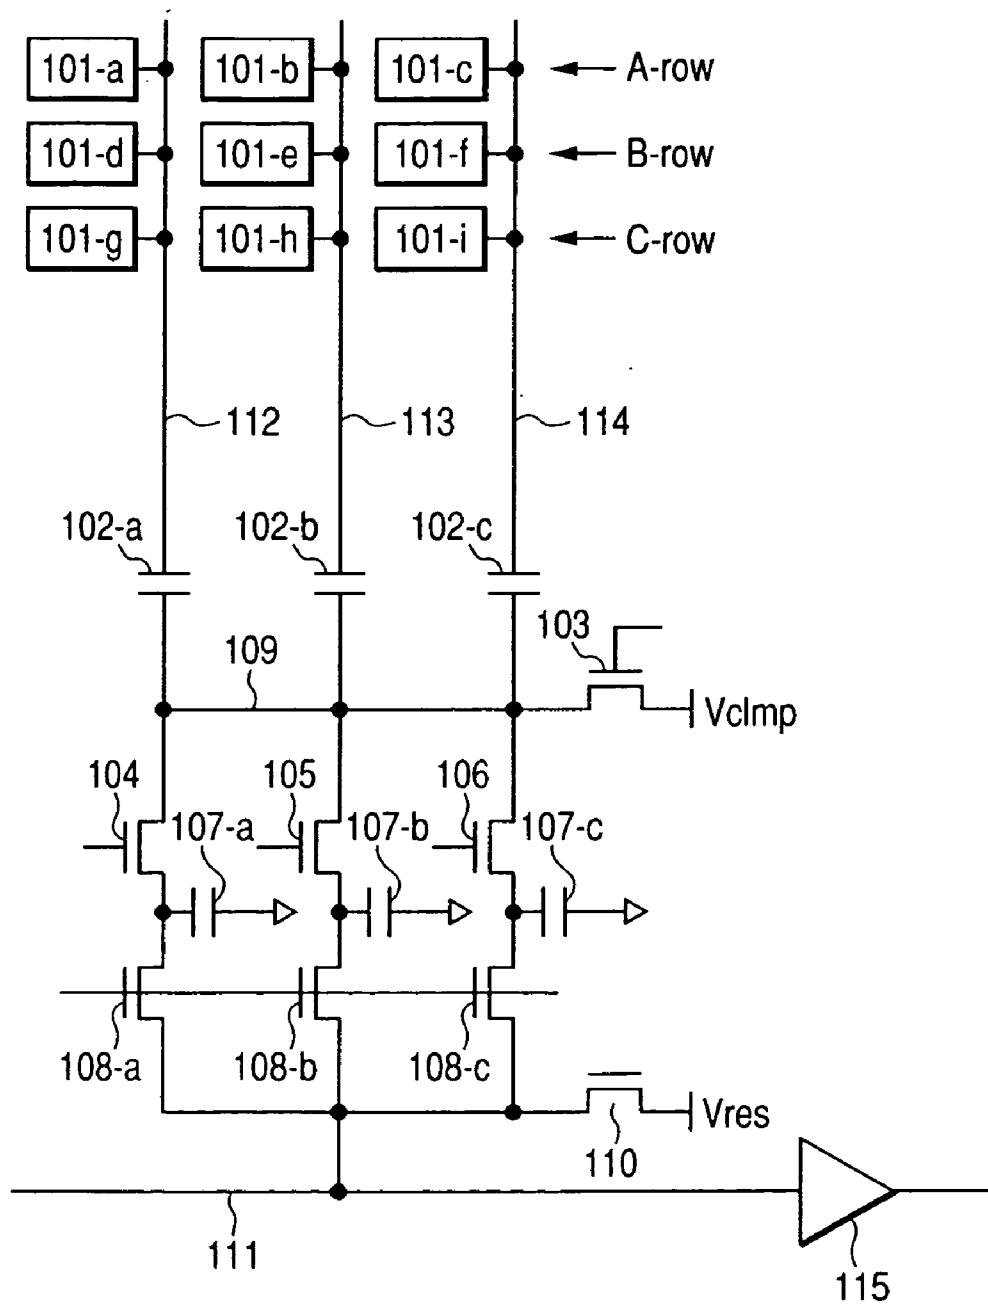 101-a 101-b 101-c A-row
101-d 101-e 101-f B-row
101-g 101-h 101-i C-row
112 113 114
102-a 102-b 102-c
103
109
Vclmp
104 105 106
107-a 107-b 107-c
108-a 108-b 108-c
Vres
110
111
115